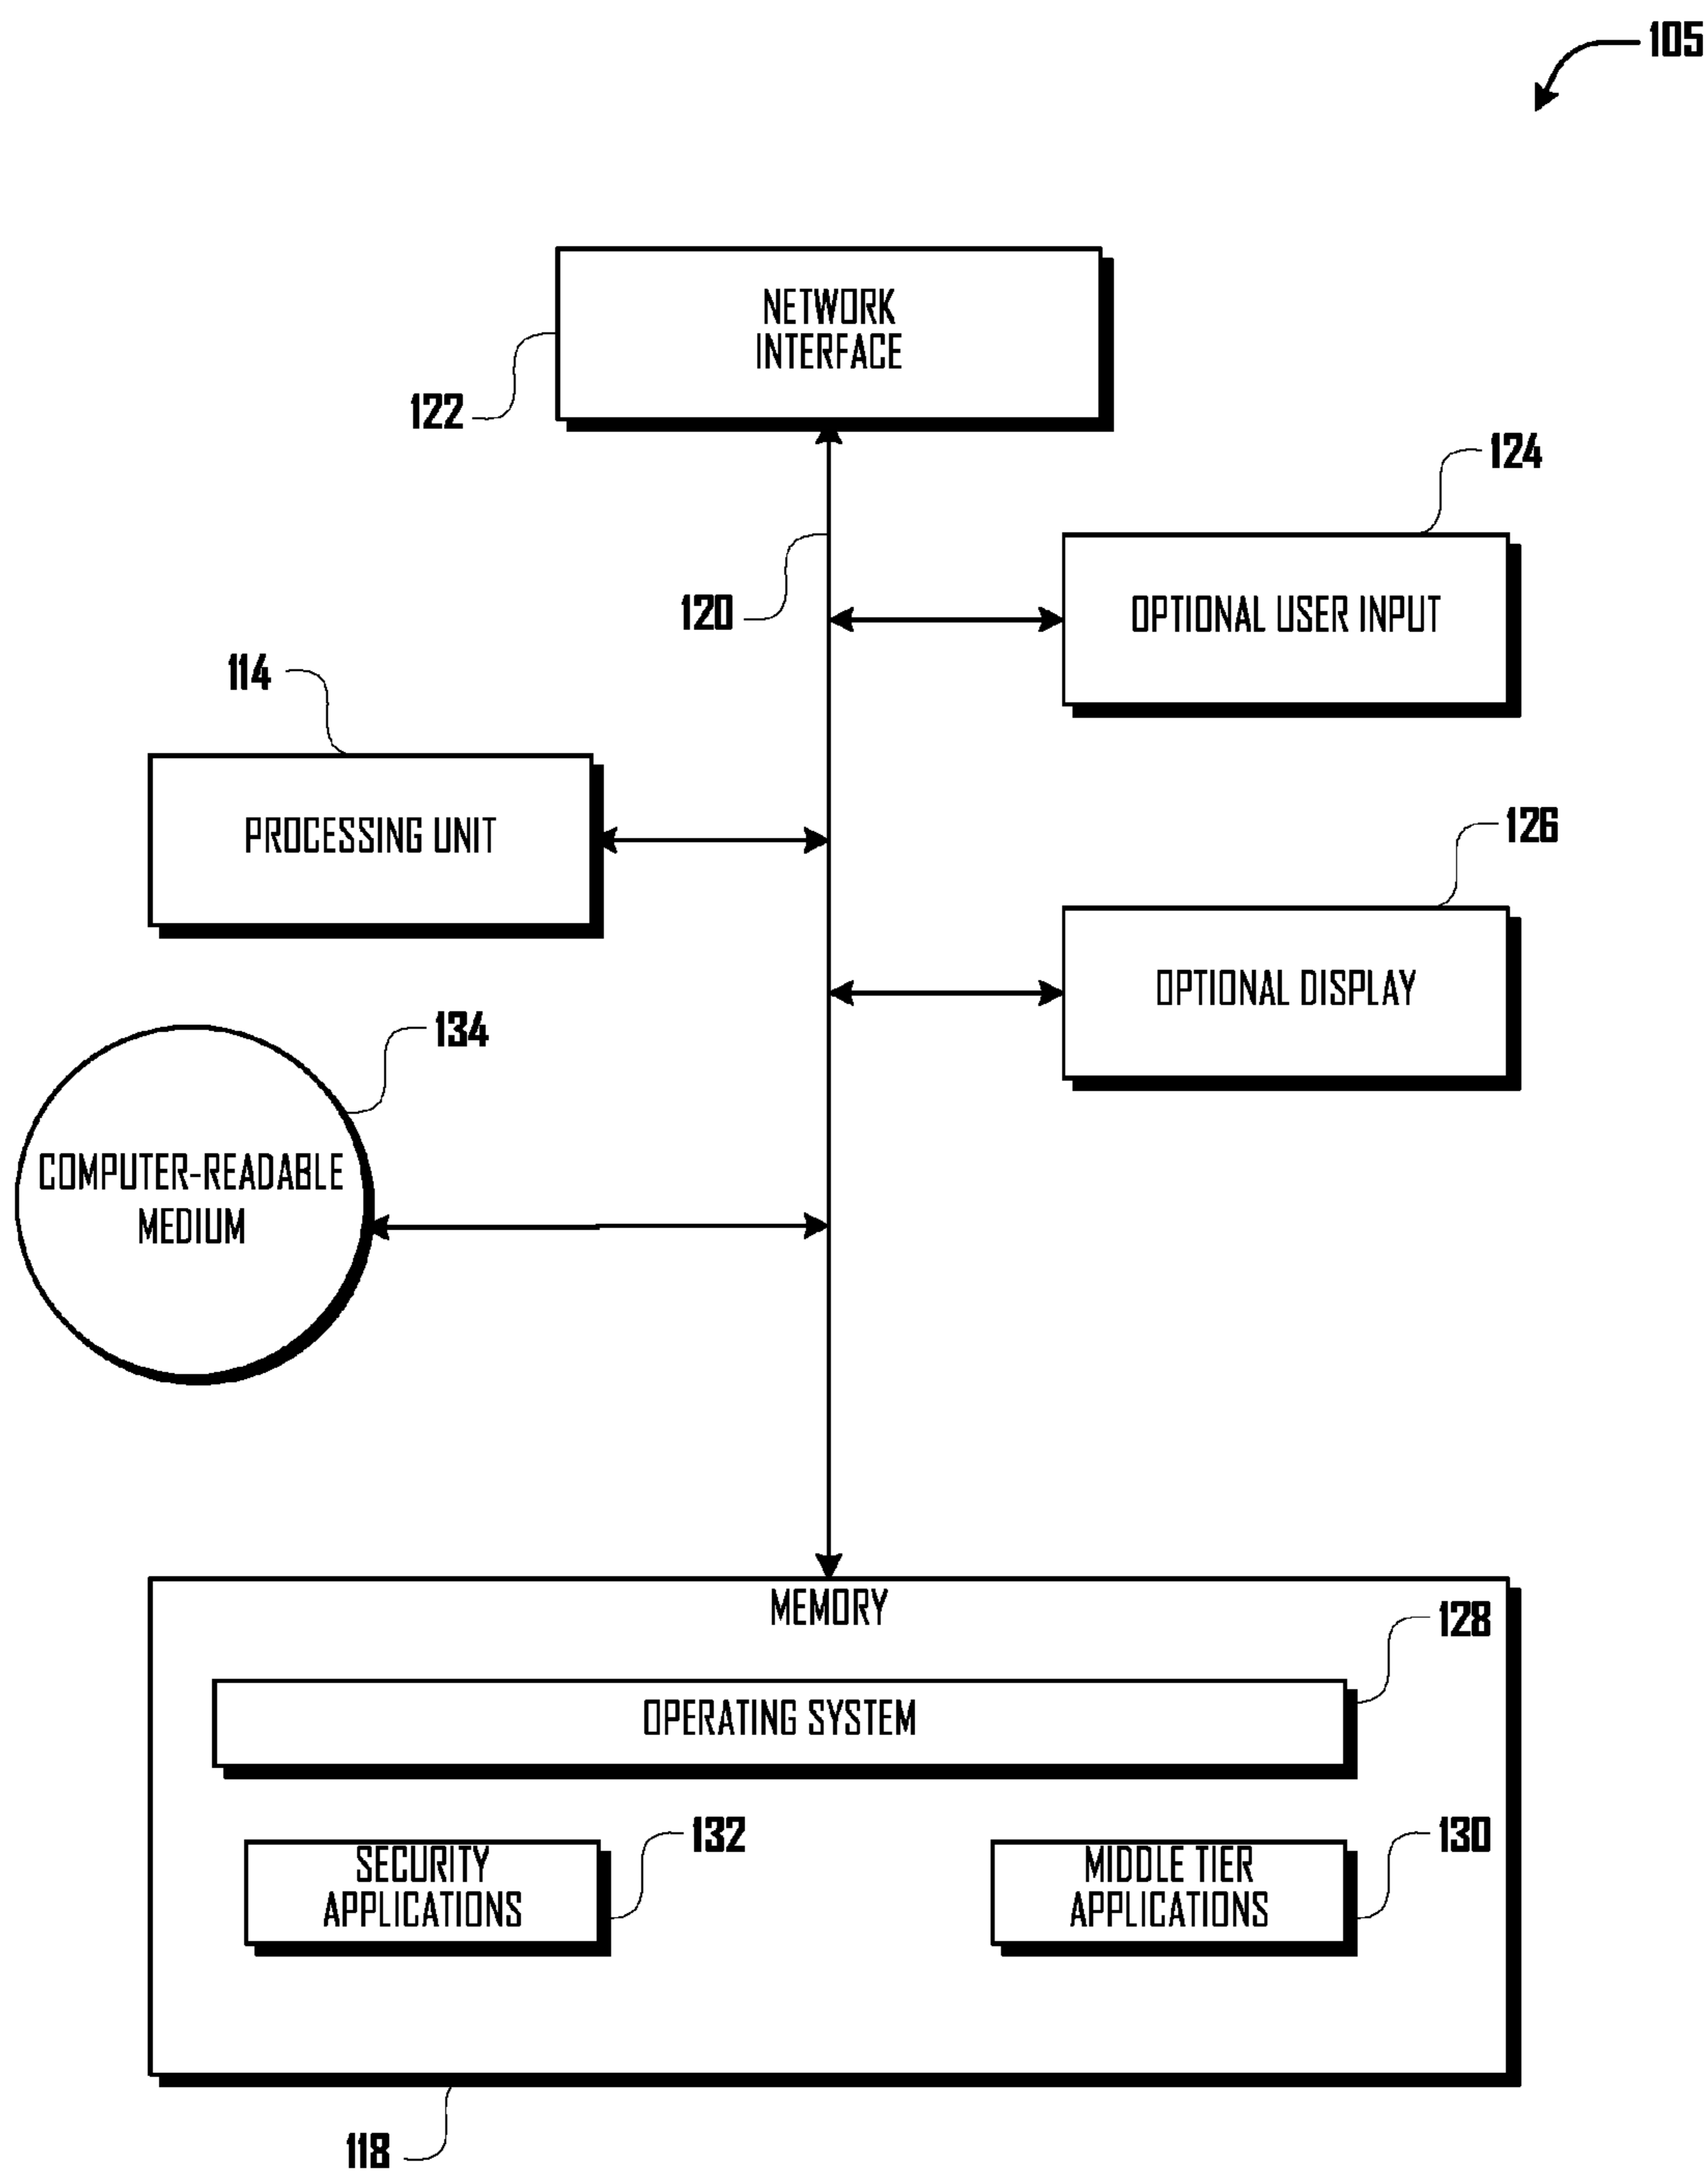 105
NETWORK
INTERFACE
122
124
OPTIONAL USER INPUT
120
114
PROCESSING UNIT
126
OPTIONAL DISPLAY
134
COMPUTER-READABLE
MEDIUM
MEMORY
128
OPERATING SYSTEM
132
SECURITY
APPLICATIONS
130
MIDDLE TIER
APPLICATIONS
118